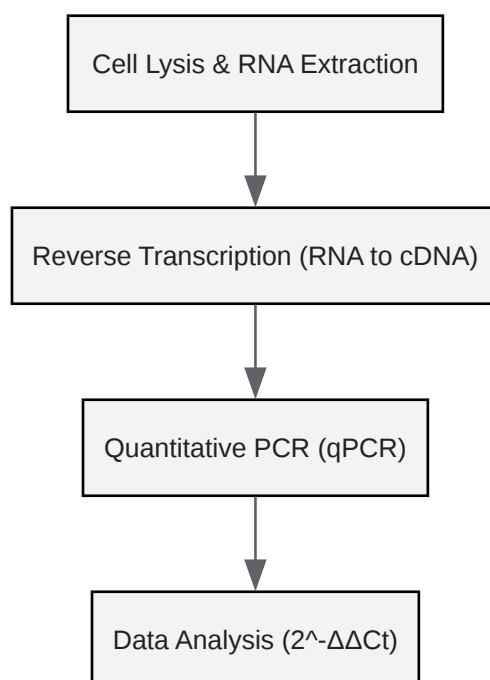 Cell Lysis & RNA Extraction
Reverse Transcription (RNA to cDNA)
Quantitative PCR (qPCR)
Data Analysis (2^-ΔΔCt)